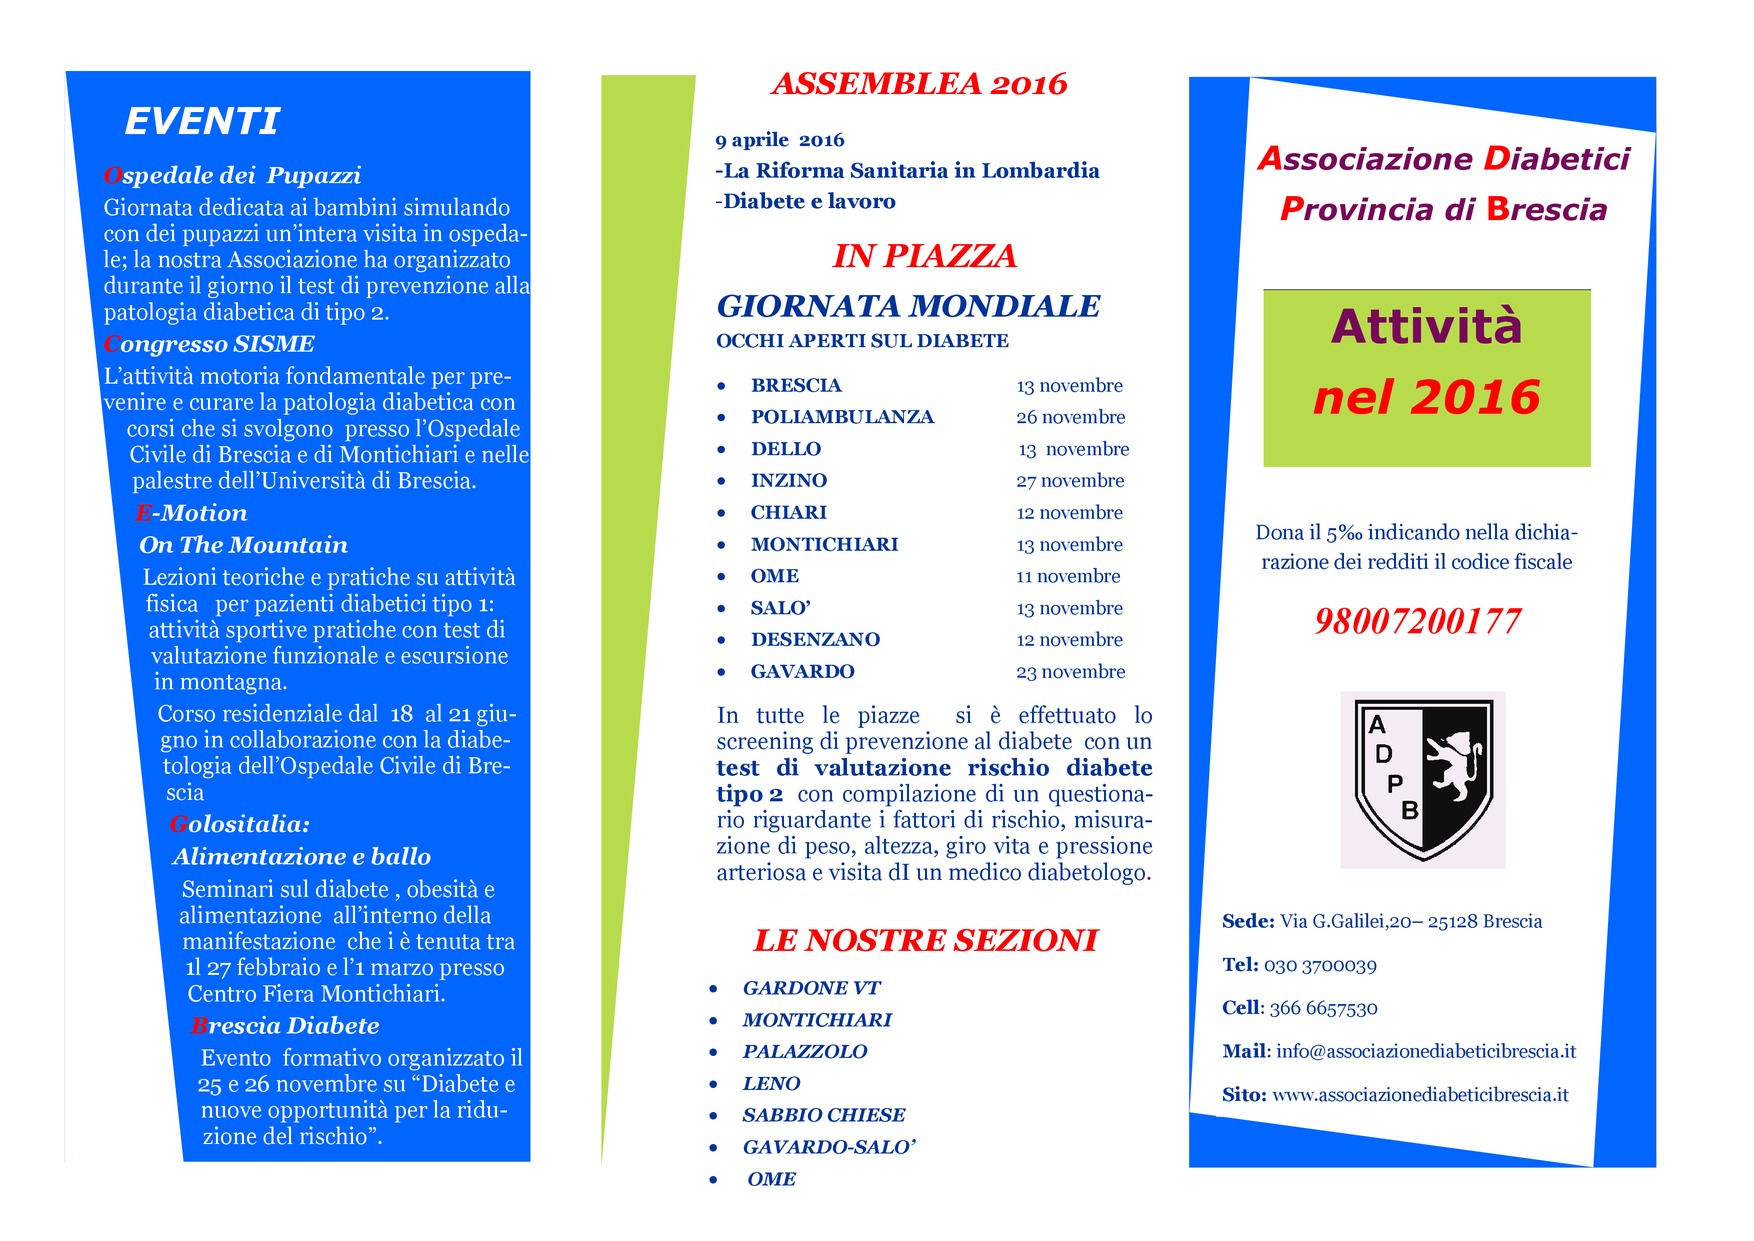 EVENTI
Ospedale dei Pupazzi
Giornata dedicata ai bambini simulando
con dei pupazzi un’intera visita in ospeda-
le; la nostra Associazione ha organizzato
durante il giorno il test di prevenzione alla
patologia diabetica di tipo 2.
Congresso SISME
L’attività motoria fondamentale per pre-
venire e curare la patologia diabetica con
corsi che si svolgono presso l’Ospedale
Civile di Brescia e di Montichiari e nelle
palestre dell’Università di Brescia.
E-Motion
On The Mountain
Lezioni teoriche e pratiche su attività
fisica per pazienti diabetici tipo 1:
attività sportive pratiche con test di
valutazione funzionale e escursione
in montagna.
Corso residenziale dal 18 al 21 giu-
gno in collaborazione con la diabe-
tologia dell’Ospedale Civile di Bre-
scia
Golositalia:
Alimentazione e ballo
Seminari sul diabete , obesità e
alimentazione all’interno della
manifestazione che i è tenuta tra
1l 27 febbraio e l’1 marzo presso
Centro Fiera Montichiari.
Brescia Diabete
Evento formativo organizzato il
25 e 26 novembre su “Diabete e
nuove opportunità per la ridu-
zione del rischio”.
ASSEMBLEA 2016
9 aprile 2016
-La Riforma Sanitaria in Lombardia
-Diabete e lavoro
IN PIAZZA
GIORNATA MONDIALE
OCCHI APERTI SUL DIABETE
• BRESCIA 13 novembre
• POLIAMBULANZA 26 novembre
• DELLO 13 novembre
• INZINO 27 novembre
• CHIARI 12 novembre
• MONTICHIARI 13 novembre
• OME 11 novembre
• SALO’ 13 novembre
• DESENZANO 12 novembre
• GAVARDO 23 novembre
In tutte le piazze si è effettuato lo
screening di prevenzione al diabete con un
test di valutazione rischio diabete
tipo 2 con compilazione di un questiona-
rio riguardante i fattori di rischio, misura-
zione di peso, altezza, giro vita e pressione
arteriosa e visita dI un medico diabetologo.
LE NOSTRE SEZIONI
• GARDONE VT
• MONTICHIARI
• PALAZZOLO
• LENO
• SABBIO CHIESE
• GAVARDO-SALO’
• OME
Associazione Diabetici
Provincia di Brescia
Attività
nel 2016
Dona il 5‰ indicando nella dichia-
razione dei redditi il codice fiscale
98007200177
A
D
P
B
Sede: Via G.Galilei,20– 25128 Brescia
Tel: 030 3700039
Cell: 366 6657530
Mail: info@associazionediabeticibrescia.it
Sito: www.associazionediabeticibrescia.it